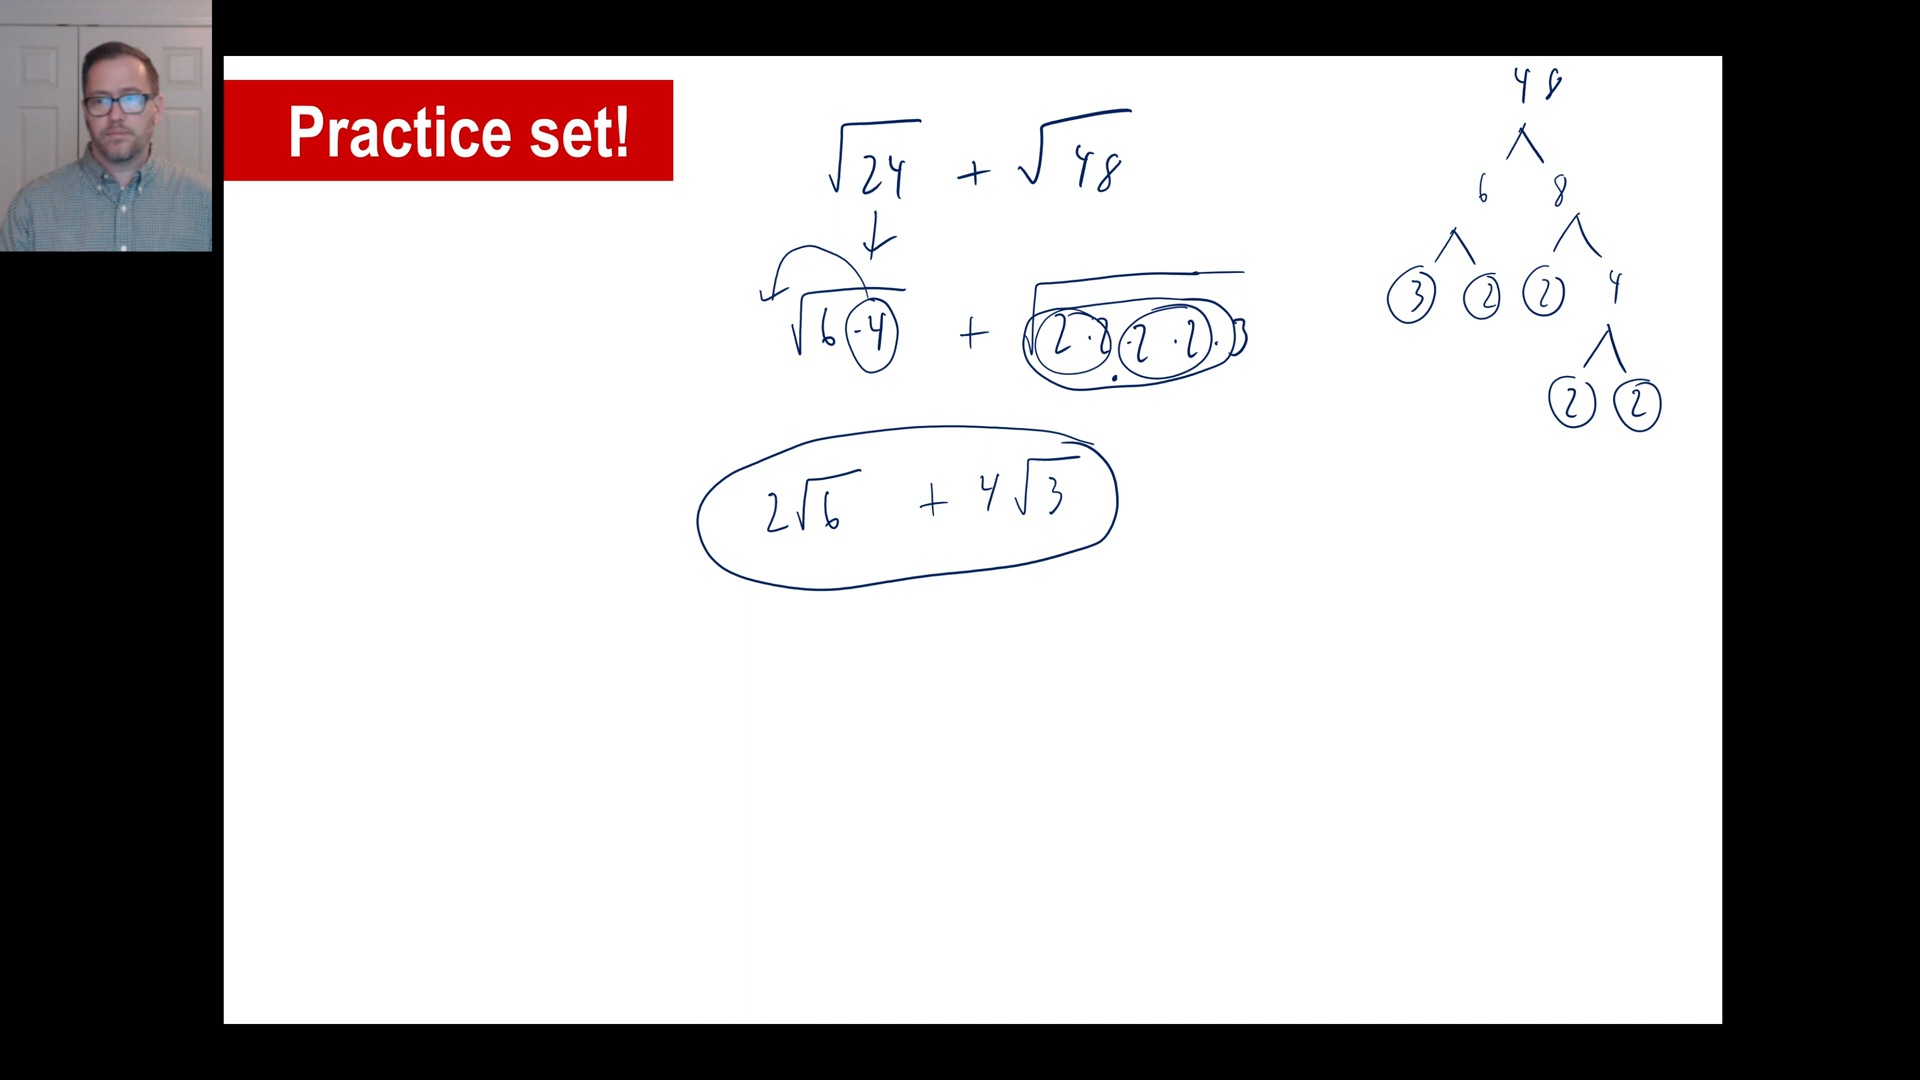 Practice set!
√24 + √48
√6·4 + √2·2·2·2·3
2√6 + 4√3
48
6 8
3 2 2 4
2 2